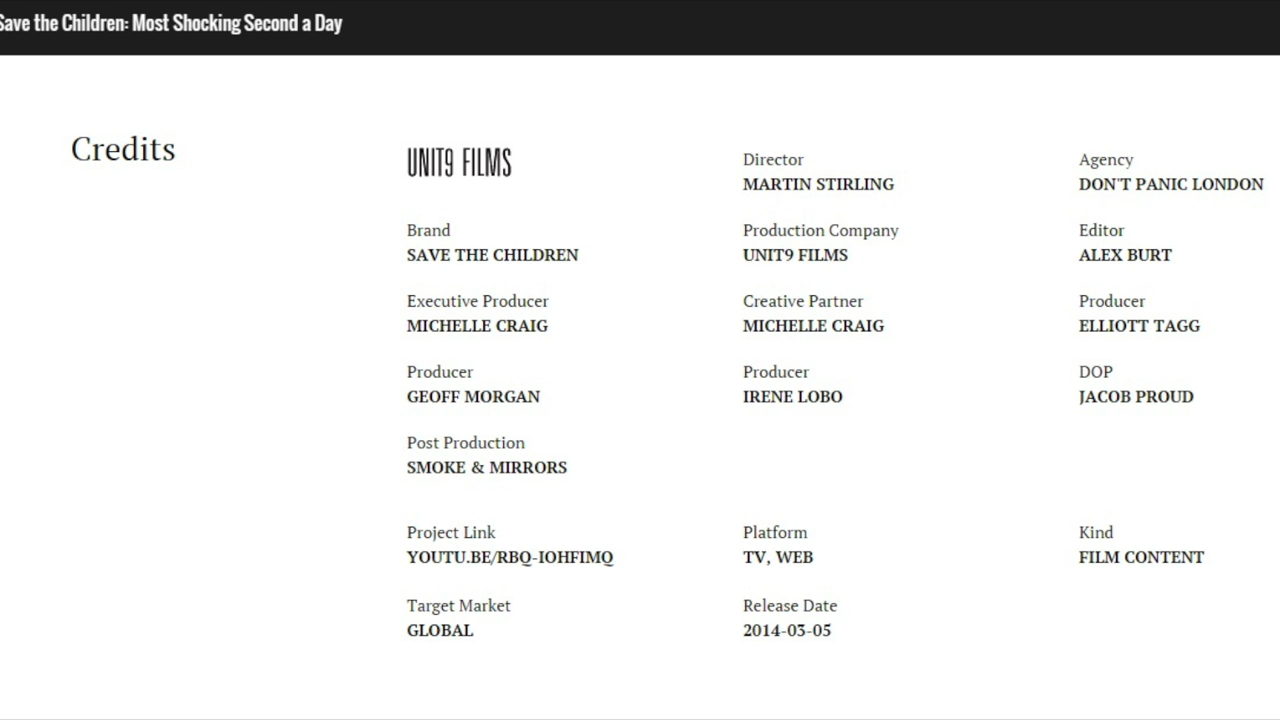 Save the Children: Most Shocking Second a Day
Credits
UNIT9 FILMS
Director
MARTIN STIRLING
Agency
DON'T PANIC LONDON
Brand
SAVE THE CHILDREN
Production Company
UNIT9 FILMS
Editor
ALEX BURT
Executive Producer
MICHELLE CRAIG
Creative Partner
MICHELLE CRAIG
Producer
ELLIOTT TAGG
Producer
GEOFF MORGAN
Producer
IRENE LOBO
DOP
JACOB PROUD
Post Production
SMOKE & MIRRORS
Project Link
YOUTU.BE/RBQ-IOHFIMQ
Platform
TV, WEB
Kind
FILM CONTENT
Target Market
GLOBAL
Release Date
2014-03-05